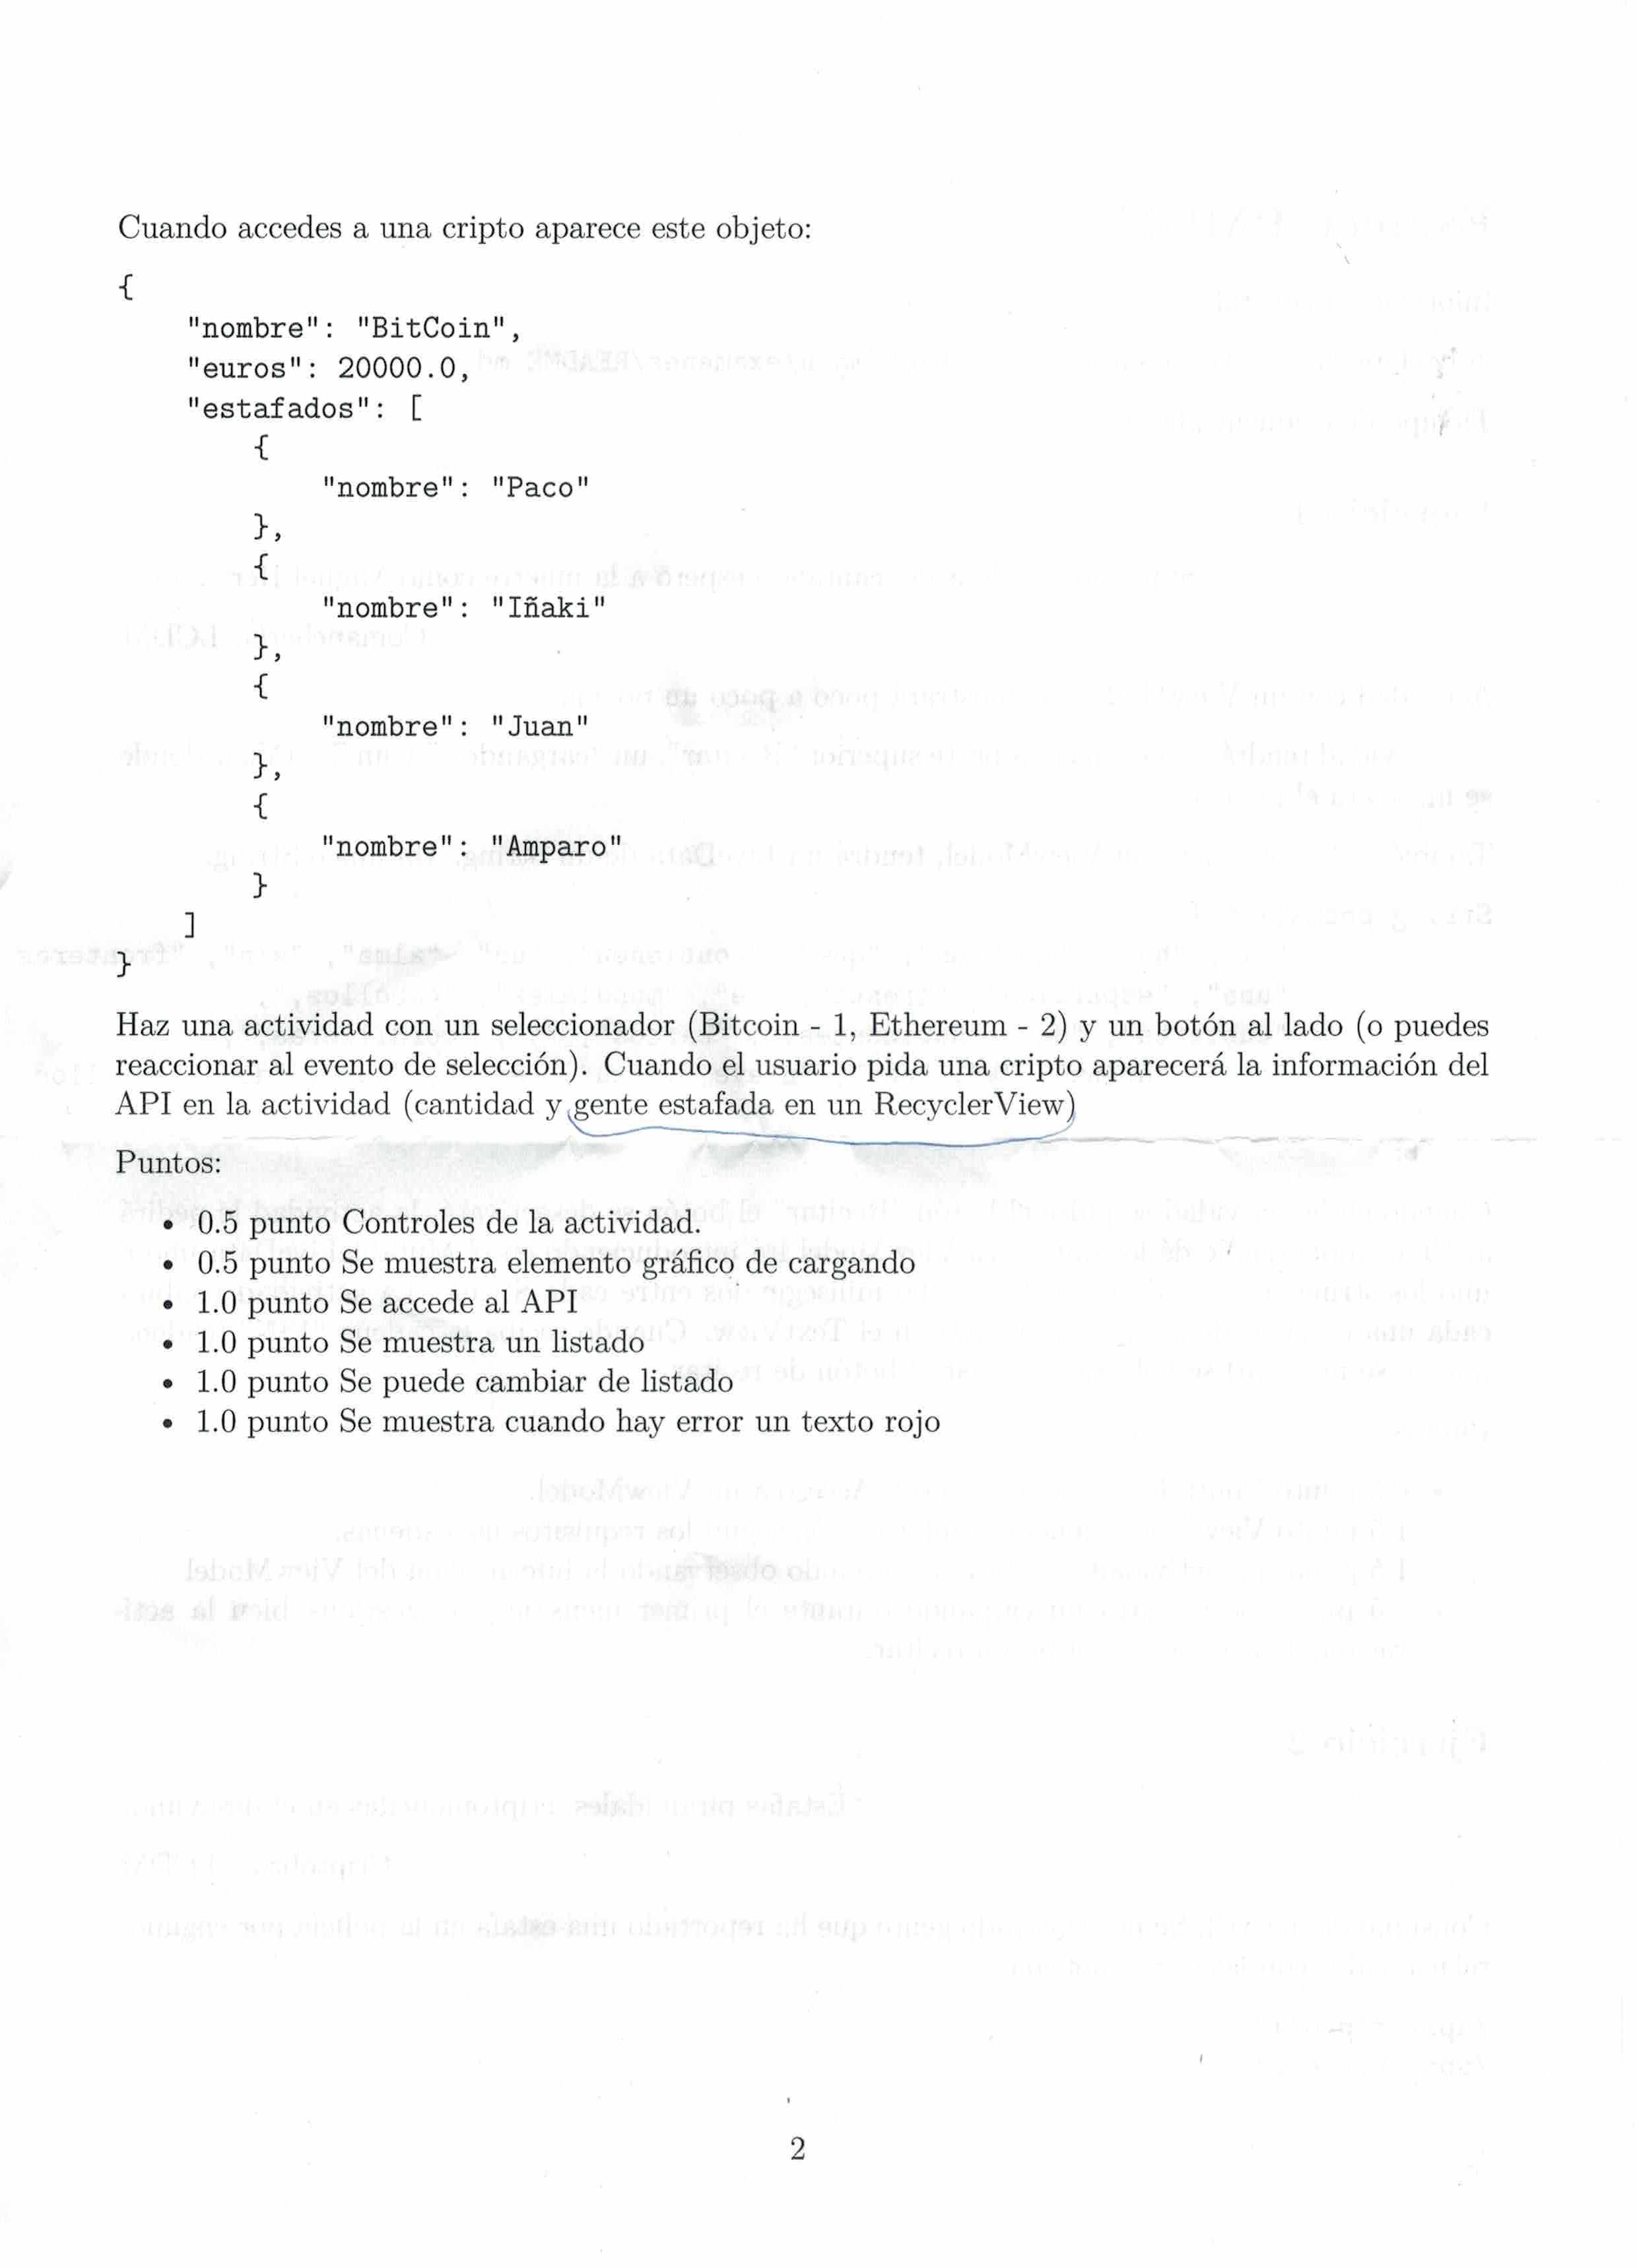 Cuando accedes a una cripto aparece este objeto:
{
"nombre": "BitCoin",
"euros": 20000.0,
"estafados": [
{
"nombre": "Paco"
},
{
"nombre": "Iñaki"
},
{
"nombre": "Juan"
},
{
"nombre": "Amparo"
}
]
}
Haz una actividad con un seleccionador (Bitcoin - 1, Ethereum - 2) y un botón al lado (o puedes
reaccionar al evento de selección). Cuando el usuario pida una cripto aparecerá la información del
API en la actividad (cantidad y gente estafada en un RecyclerView)
Puntos:
• 0.5 punto Controles de la actividad.
• 0.5 punto Se muestra elemento gráfico de cargando
• 1.0 punto Se accede al API
• 1.0 punto Se muestra un listado
• 1.0 punto Se puede cambiar de listado
• 1.0 punto Se muestra cuando hay error un texto rojo
2